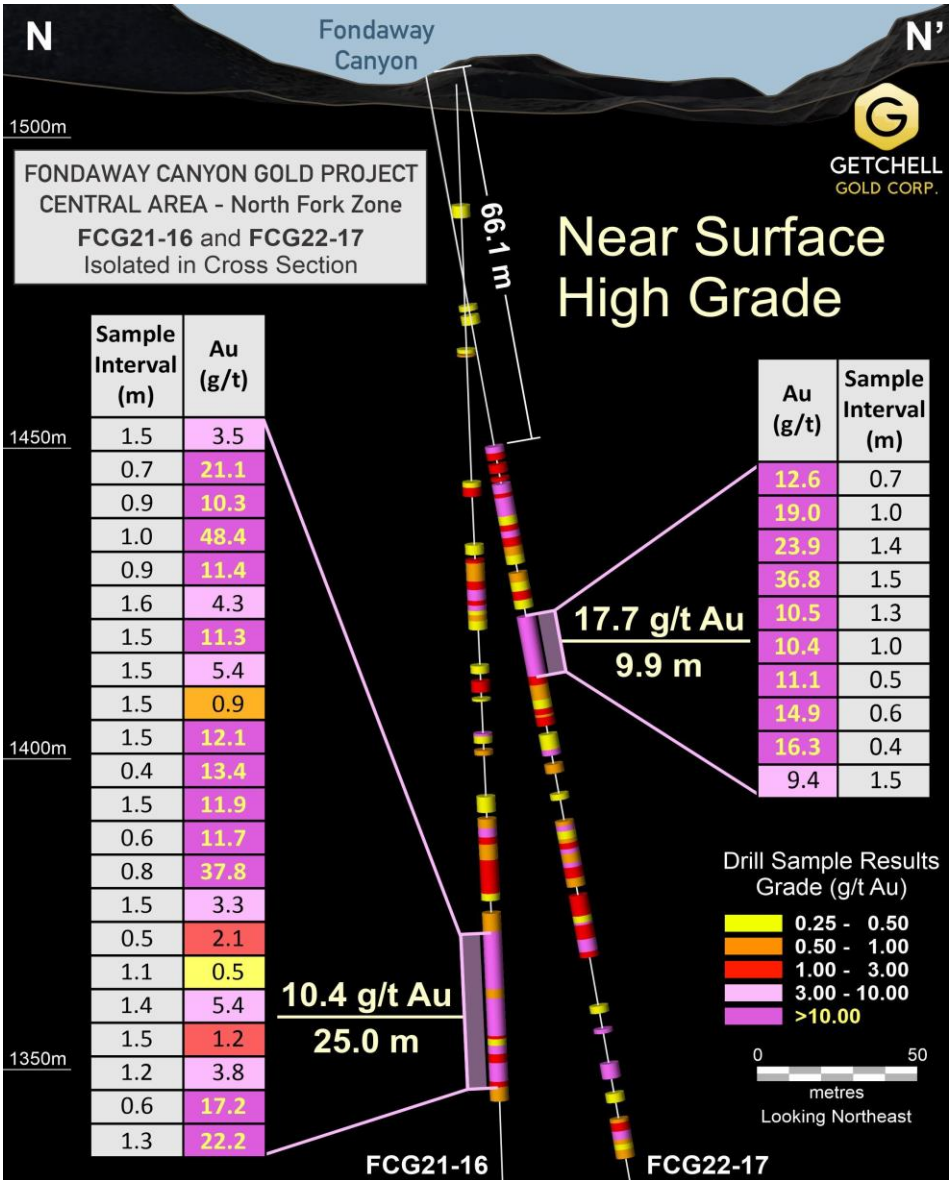 N
Fondaway
Canyon
N'
1500m
FONDAWAY CANYON GOLD PROJECT
CENTRAL AREA - North Fork Zone
FCG21-16 and FCG22-17
Isolated in Cross Section
66.1 m
G
GETCHELL
GOLD CORP.
Near Surface
High Grade
Sample Interval (m) Au (g/t)
1.5 3.5
0.7 21.1
0.9 10.3
1.0 48.4
0.9 11.4
1.6 4.3
1.5 11.3
1.5 5.4
1.5 0.9
1.5 12.1
0.4 13.4
1.5 11.9
0.6 11.7
0.8 37.8
1.5 3.3
0.5 2.1
1.1 0.5
1.4 5.4
1.5 1.2
1.2 3.8
0.6 17.2
1.3 22.2
1450m
1400m
1350m
10.4 g/t Au
25.0 m
17.7 g/t Au
9.9 m
Au (g/t) Sample Interval (m)
12.6 0.7
19.0 1.0
23.9 1.4
36.8 1.5
10.5 1.3
10.4 1.0
11.1 0.5
14.9 0.6
16.3 0.4
9.4 1.5
Drill Sample Results
Grade (g/t Au)
0.25 - 0.50
0.50 - 1.00
1.00 - 3.00
3.00 - 10.00
>10.00
0 50
metres
Looking Northeast
FCG21-16
FCG22-17